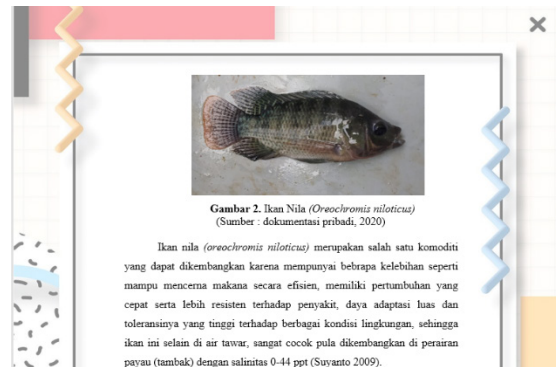 Gambar 2. Ikan Nila (Oreochromis niloticus)
(Sumber : dokumentasi pribadi, 2020)
Ikan nila (oreochromis niloticus) merupakan salah satu komoditi
yang dapat dikembangkan karena mempunyai bebrapa kelebihan seperti
mampu mencerna makana secara efisien, memiliki pertumbuhan yang
cepat serta lebih resisten terhadap penyakit, daya adaptasi luas dan
toleransinya yang tinggi terhadap berbagai kondisi lingkungan, sehingga
ikan ini selain di air tawar, sangat cocok pula dikembangkan di perairan
payau (tambak) dengan salinitas 0-44 ppt (Suyanto 2009).